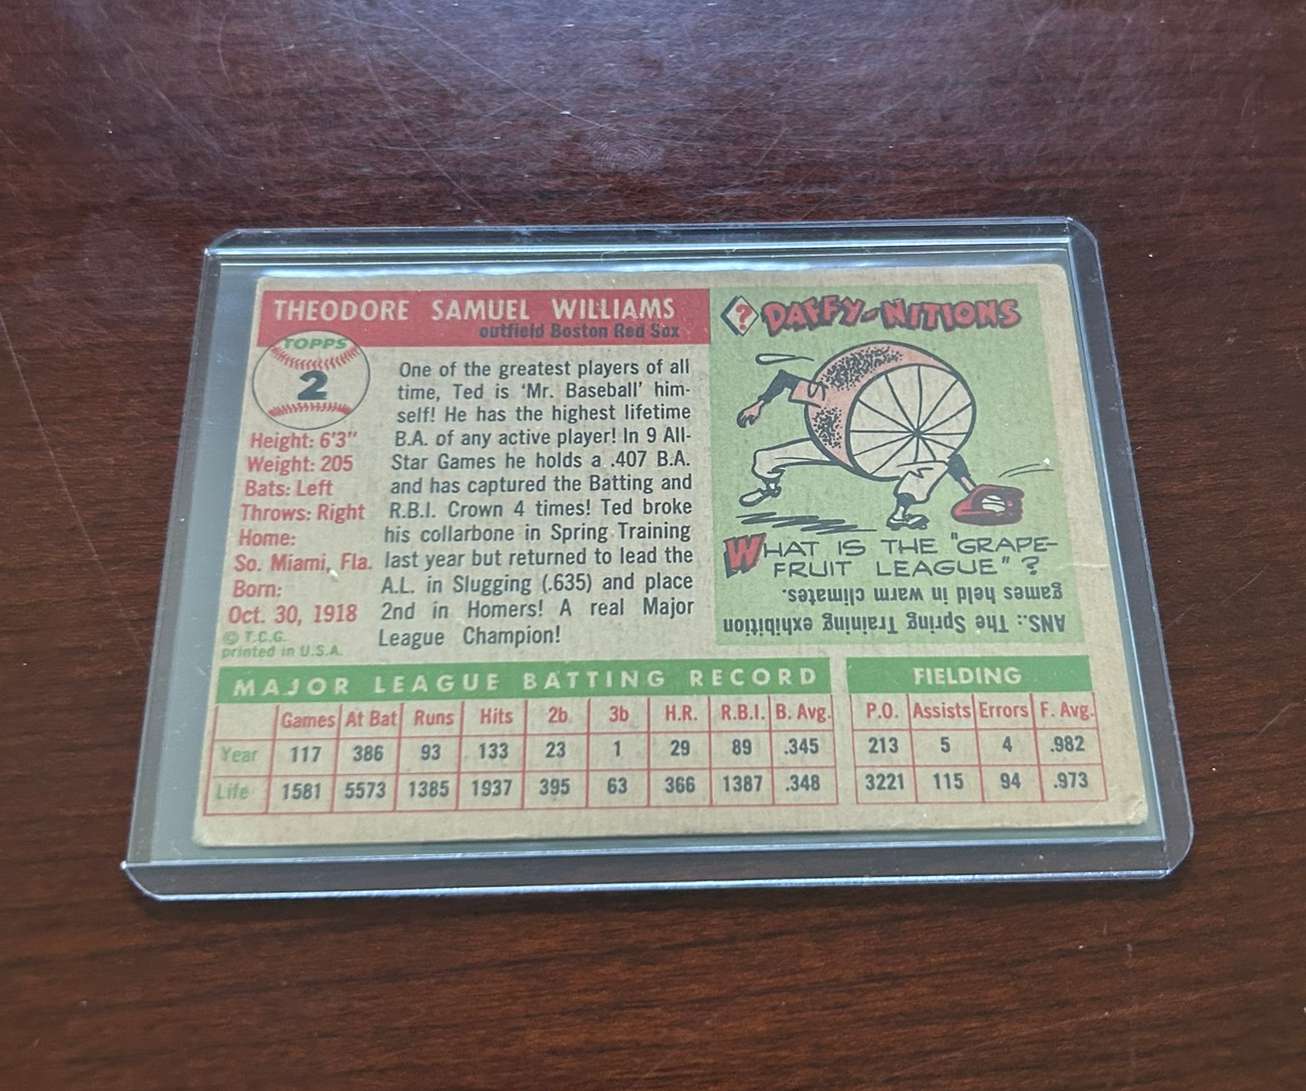 THEODORE SAMUEL WILLIAMS
outfield Boston Red Sox
TOPPS
2
Height: 6'3"
Weight: 205
Bats: Left
Throws: Right
Home:
So. Miami, Fla.
Born:
Oct. 30, 1918
© T.C.G.
printed in U.S.A.
One of the greatest players of all
time, Ted is 'Mr. Baseball' him-
self! He has the highest lifetime
B.A. of any active player! In 9 All-
Star Games he holds a .407 B.A.
and has captured the Batting and
R.B.I. Crown 4 times! Ted broke
his collarbone in Spring Training
last year but returned to lead the
A.L. in Slugging (.635) and place
2nd in Homers! A real Major
League Champion!
? DAFFY-NITIONS
WHAT IS THE "GRAPE-
FRUIT LEAGUE" ?
ANS.: The Spring Training exhibition
games held in warm climates.
MAJOR LEAGUE BATTING RECORD
Games At Bat Runs Hits 2b 3b H.R. R.B.I. B. Avg.
Year 117 386 93 133 23 1 29 89 .345
Life 1581 5573 1385 1937 395 63 366 1387 .348
FIELDING
P.O. Assists Errors F. Avg.
213 5 4 .982
3221 115 94 .973